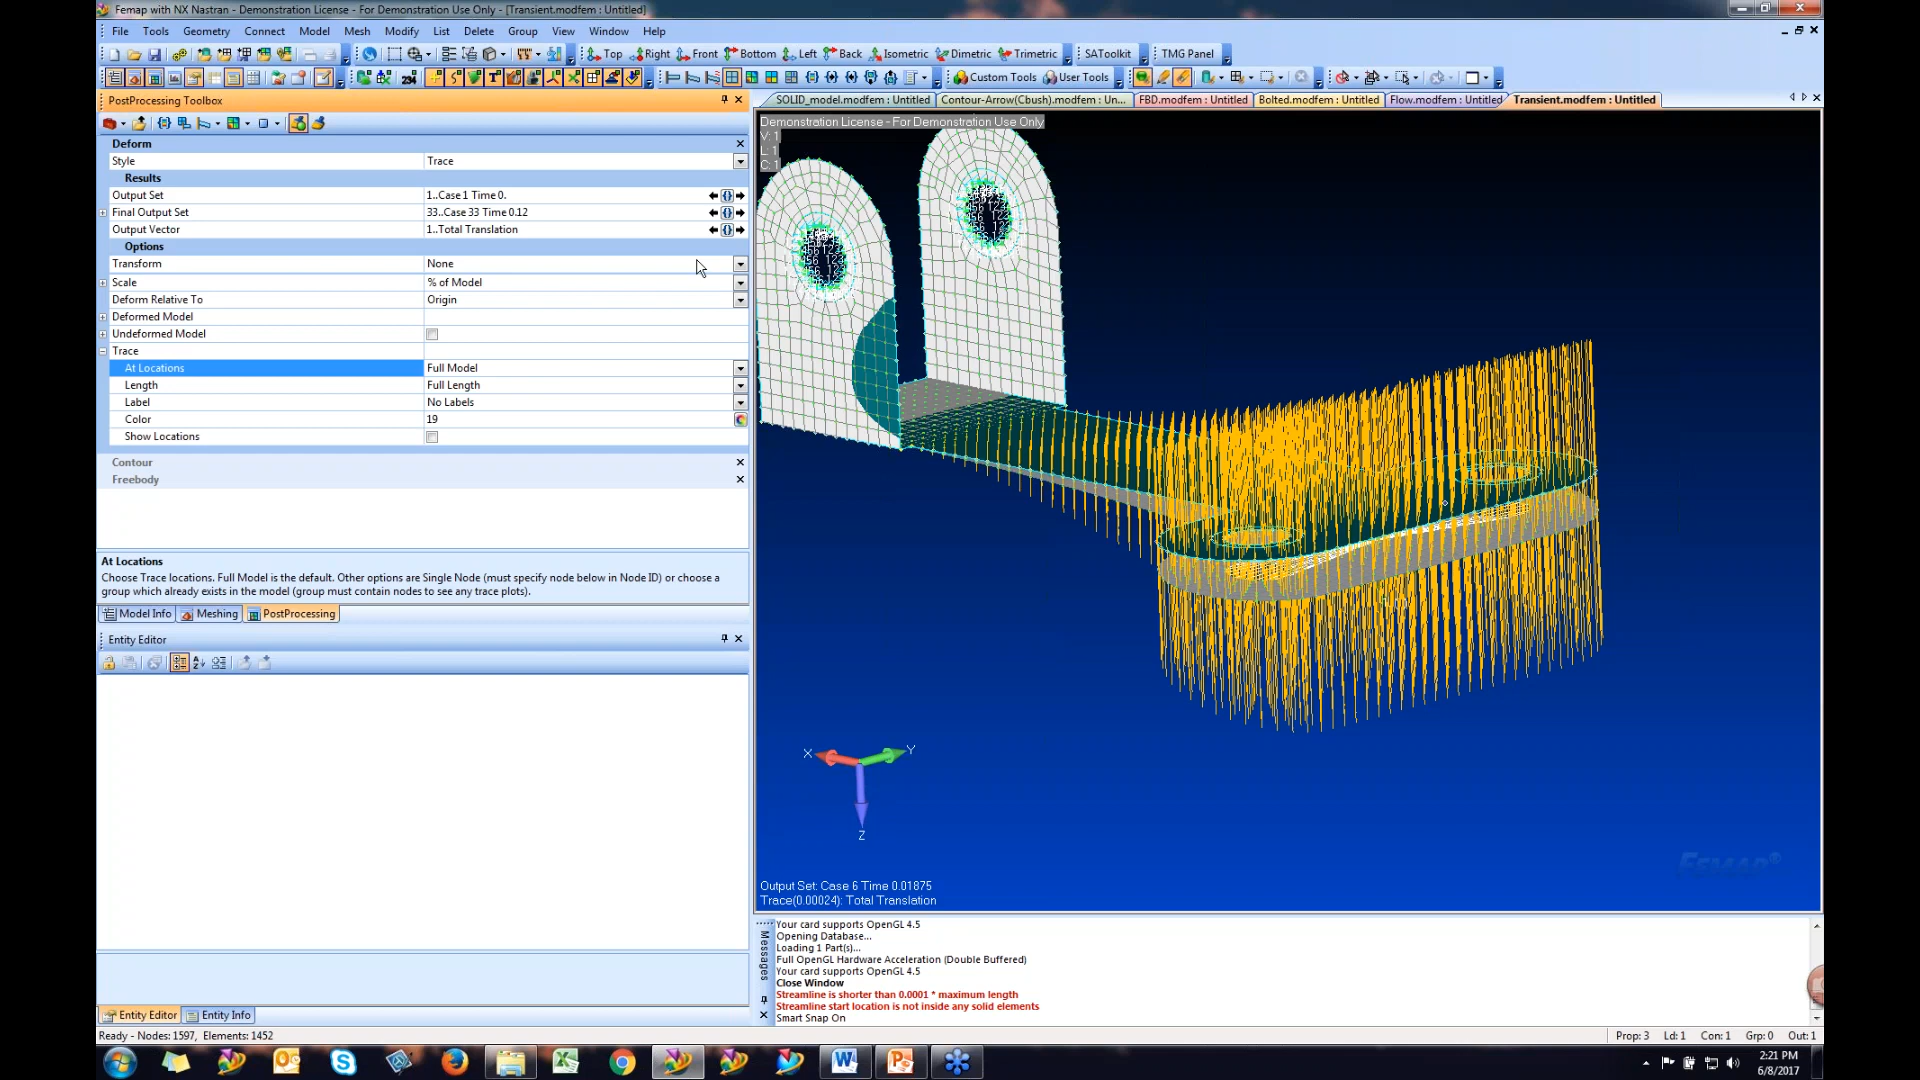 Femap with NX Nastran - Demonstration License - For Demonstration Use Only - [Transient.modfem : Untitled]
File Tools Geometry Connect Model Mesh Modify List Delete Group View Window Help
Top Right Front Bottom Left Back Isometric Dimetric Trimetric SAToolkit TMG Panel
234 Custom Tools User Tools
PostProcessing Toolbox
SOLID_model.modfem : Untitled Contour-Arrow(Cbush).modfem : Un... FBD.modfem : Untitled Bolted.modfem : Untitled Flow.modfem : Untitled Transient.modfem : Untitled
Deform
Style Trace
Results
Output Set 1..Case 1 Time 0.
Final Output Set 33..Case 33 Time 0.12
Output Vector 1..Total Translation
Options
Transform None
Scale % of Model
Deform Relative To Origin
Deformed Model
Undeformed Model
Trace
At Locations Full Model
Length Full Length
Label No Labels
Color 19
Show Locations
Contour
Freebody
At Locations
Choose Trace locations. Full Model is the default. Other options are Single Node (must specify node below in Node ID) or choose a
group which already exists in the model (group must contain nodes to see any trace plots).
Model Info Meshing PostProcessing
Entity Editor
Entity Editor Entity Info
Demonstration License - For Demonstration Use Only
V: 1
L: 1
C: 1
X Y
Z
FEMAP®
Output Set: Case 6 Time 0.01875
Trace(0.00024): Total Translation
Messages
Your card supports OpenGL 4.5
Opening Database...
Loading 1 Part(s)...
Full OpenGL Hardware Acceleration (Double Buffered)
Your card supports OpenGL 4.5
Close Window
Streamline is shorter than 0.0001 * maximum length
Streamline start location is not inside any solid elements
Smart Snap On
Ready - Nodes: 1597, Elements: 1452
Prop: 3 Ld: 1 Con: 1 Grp: 0 Out: 1
2:21 PM
6/8/2017